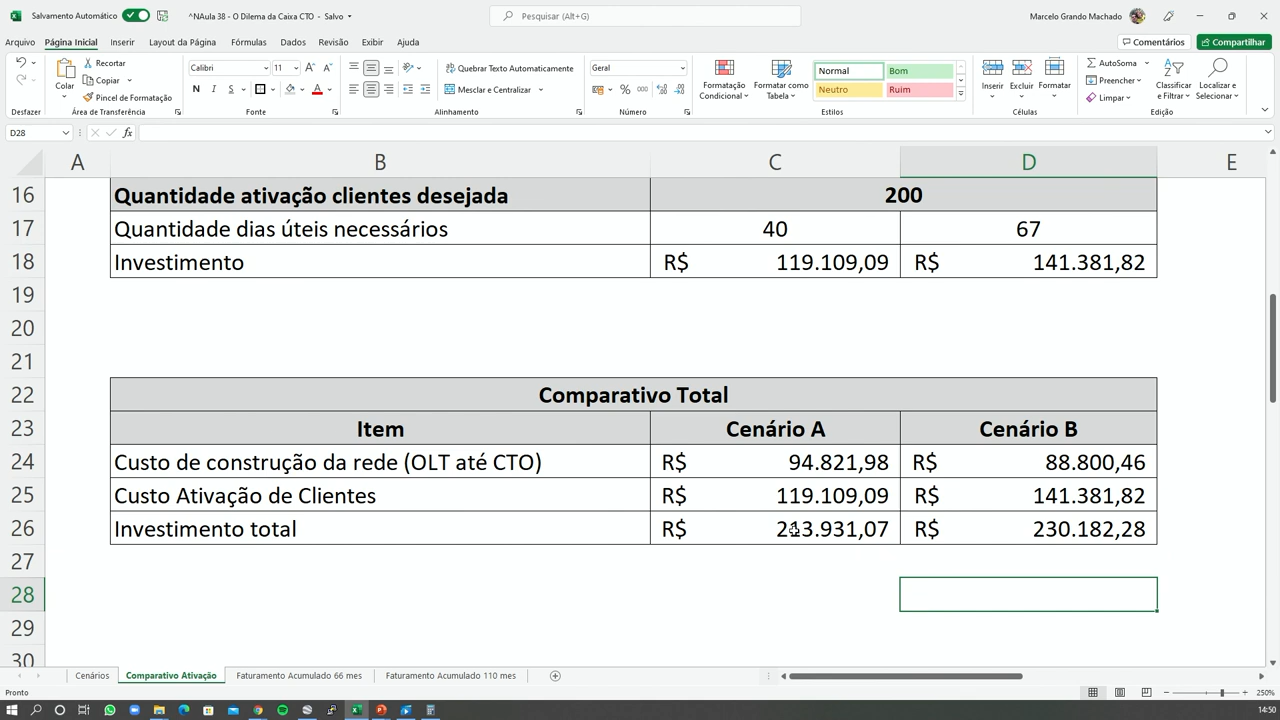 Salvamento Automático
^NAula 38 - O Dilema da Caixa CTO - Salvo
Pesquisar (Alt+G)
Marcelo Grando Machado
Arquivo Página Inicial Inserir Layout da Página Fórmulas Dados Revisão Exibir Ajuda Comentários Compartilhar
Colar
Recortar
Copiar
Pincel de Formatação
Calibri 11
N I S
Quebrar Texto Automaticamente
Mesclar e Centralizar
Geral
% 000
Formatação Condicional
Formatar como Tabela
Normal Bom
Neutro Ruim
Inserir Excluir Formatar
AutoSoma
Preencher
Limpar
Classificar e Filtrar
Localizar e Selecionar
Desfazer Área de Transferência Fonte Alinhamento Número Estilos Células Edição
D28 fx
A B C D E
16 Quantidade ativação clientes desejada 200
17 Quantidade dias úteis necessários 40 67
18 Investimento R$ 119.109,09 R$ 141.381,82
19
20
21
22 Comparativo Total
23 Item Cenário A Cenário B
24 Custo de construção da rede (OLT até CTO) R$ 94.821,98 R$ 88.800,46
25 Custo Ativação de Clientes R$ 119.109,09 R$ 141.381,82
26 Investimento total R$ 213.931,07 R$ 230.182,28
27
28
29
30
Cenários Comparativo Ativação Faturamento Acumulado 66 mes Faturamento Acumulado 110 mes
Pronto 250%
14:50